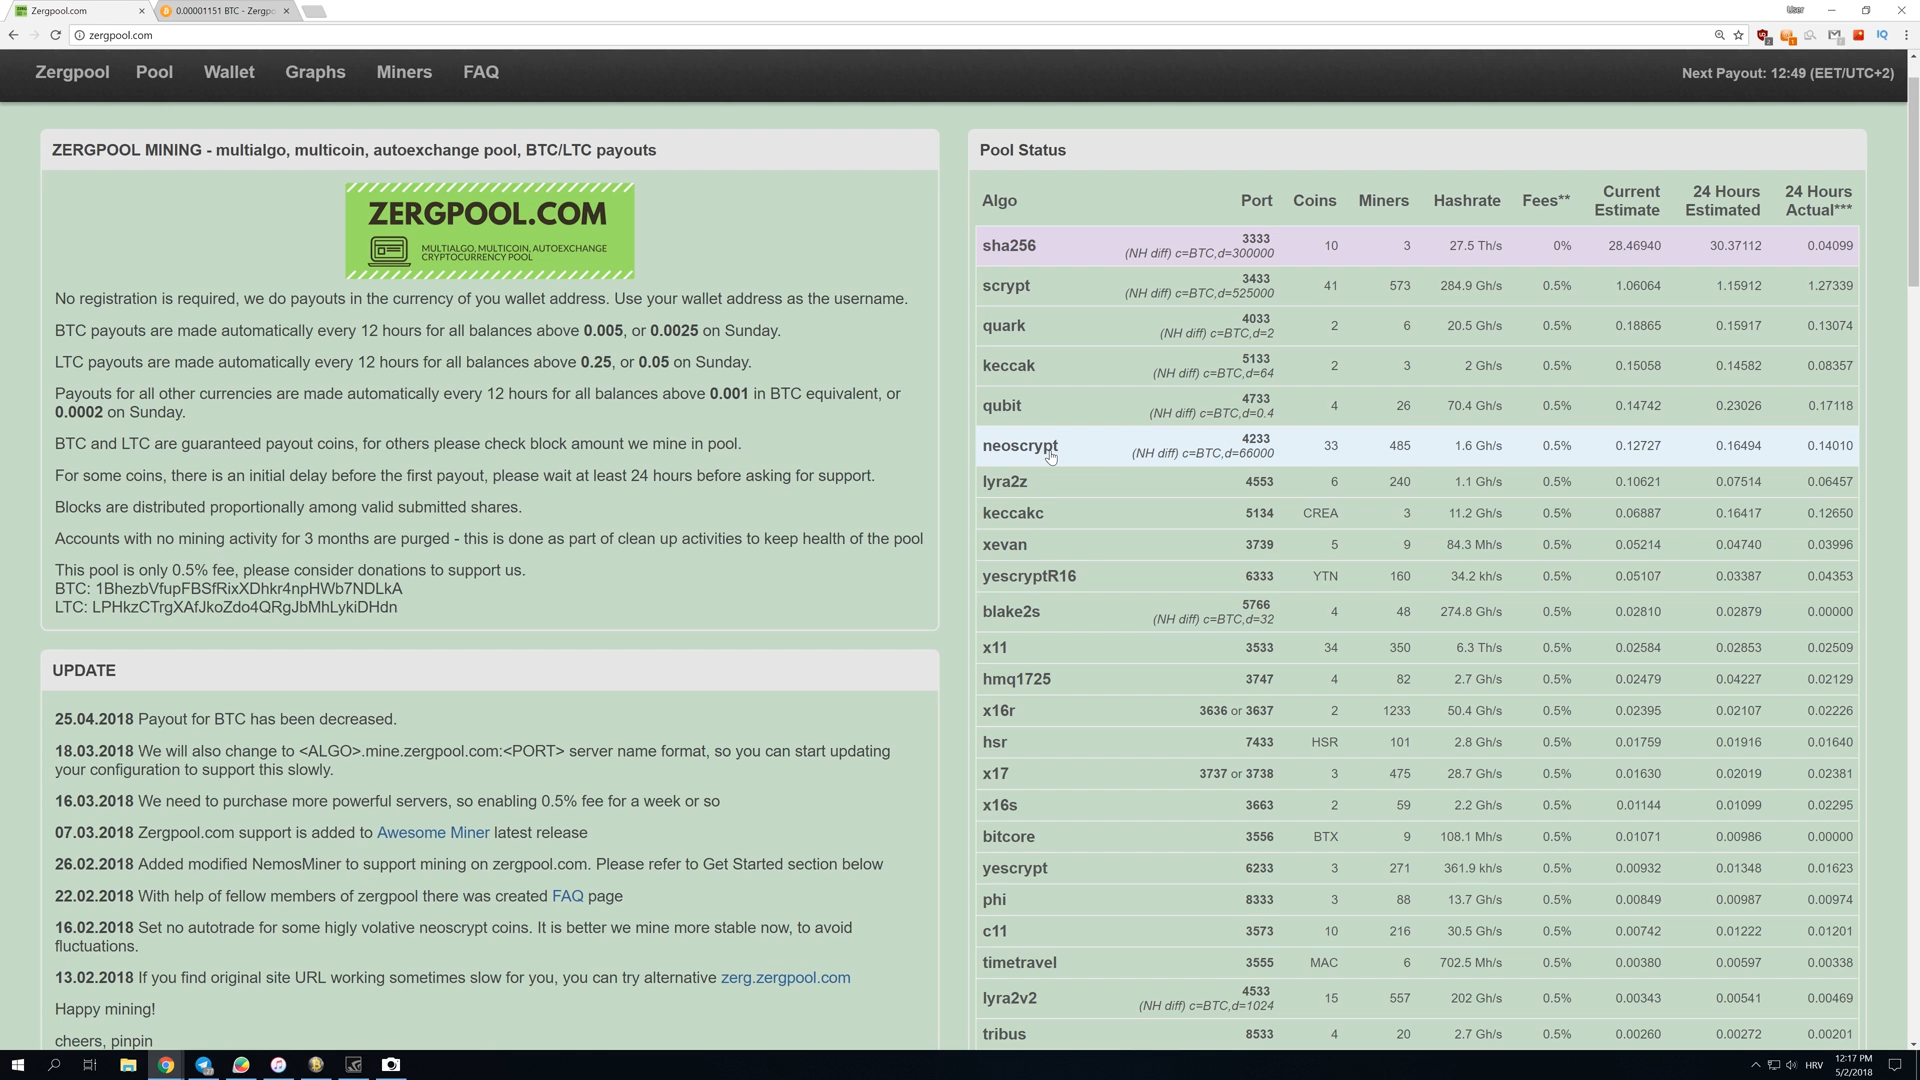 Zergpool.com
0.00001151 BTC - Zergpo
User
zergpool.com
Zergpool Pool Wallet Graphs Miners FAQ
Next Payout: 12:49 (EET/UTC+2)
ZERGPOOL MINING - multialgo, multicoin, autoexchange pool, BTC/LTC payouts
ZERGPOOL.COM
MULTIALGO, MULTICOIN, AUTOEXCHANGE
CRYPTOCURRENCY POOL
No registration is required, we do payouts in the currency of you wallet address. Use your wallet address as the username.
BTC payouts are made automatically every 12 hours for all balances above 0.005, or 0.0025 on Sunday.
LTC payouts are made automatically every 12 hours for all balances above 0.25, or 0.05 on Sunday.
Payouts for all other currencies are made automatically every 12 hours for all balances above 0.001 in BTC equivalent, or
0.0002 on Sunday.
BTC and LTC are guaranteed payout coins, for others please check block amount we mine in pool.
For some coins, there is an initial delay before the first payout, please wait at least 24 hours before asking for support.
Blocks are distributed proportionally among valid submitted shares.
Accounts with no mining activity for 3 months are purged - this is done as part of clean up activities to keep health of the pool
This pool is only 0.5% fee, please consider donations to support us.
BTC: 1BhezbVfupFBSfRixXDhkr4npHWb7NDLkA
LTC: LPHkzCTrgXAfJkoZdo4QRgJbMhLykiDHdn
UPDATE
25.04.2018 Payout for BTC has been decreased.
18.03.2018 We will also change to <ALGO>.mine.zergpool.com:<PORT> server name format, so you can start updating
your configuration to support this slowly.
16.03.2018 We need to purchase more powerful servers, so enabling 0.5% fee for a week or so
07.03.2018 Zergpool.com support is added to Awesome Miner latest release
26.02.2018 Added modified NemosMiner to support mining on zergpool.com. Please refer to Get Started section below
22.02.2018 With help of fellow members of zergpool there was created FAQ page
16.02.2018 Set no autotrade for some higly volative neoscrypt coins. It is better we mine more stable now, to avoid
fluctuations.
13.02.2018 If you find original site URL working sometimes slow for you, you can try alternative zerg.zergpool.com
Happy mining!
cheers, pinpin
Pool Status
Algo Port Coins Miners Hashrate Fees** Current Estimate 24 Hours Estimated 24 Hours Actual***
sha256 3333 10 3 27.5 Th/s 0% 28.46940 30.37112 0.04099
(NH diff) c=BTC,d=300000
scrypt 3433 41 573 284.9 Gh/s 0.5% 1.06064 1.15912 1.27339
(NH diff) c=BTC,d=525000
quark 4033 2 6 20.5 Gh/s 0.5% 0.18865 0.15917 0.13074
(NH diff) c=BTC,d=2
keccak 5133 2 3 2 Gh/s 0.5% 0.15058 0.14582 0.08357
(NH diff) c=BTC,d=64
qubit 4733 4 26 70.4 Gh/s 0.5% 0.14742 0.23026 0.17118
(NH diff) c=BTC,d=0.4
neoscrypt 4233 33 485 1.6 Gh/s 0.5% 0.12727 0.16494 0.14010
(NH diff) c=BTC,d=66000
lyra2z 4553 6 240 1.1 Gh/s 0.5% 0.10621 0.07514 0.06457
keccakc 5134 CREA 3 11.2 Gh/s 0.5% 0.06887 0.16417 0.12650
xevan 3739 5 9 84.3 Mh/s 0.5% 0.05214 0.04740 0.03996
yescryptR16 6333 YTN 160 34.2 kh/s 0.5% 0.05107 0.03387 0.04353
blake2s 5766 4 48 274.8 Gh/s 0.5% 0.02810 0.02879 0.00000
(NH diff) c=BTC,d=32
x11 3533 34 350 6.3 Th/s 0.5% 0.02584 0.02853 0.02509
hmq1725 3747 4 82 2.7 Gh/s 0.5% 0.02479 0.04227 0.02129
x16r 3636 or 3637 2 1233 50.4 Gh/s 0.5% 0.02395 0.02107 0.02226
hsr 7433 HSR 101 2.8 Gh/s 0.5% 0.01759 0.01916 0.01640
x17 3737 or 3738 3 475 28.7 Gh/s 0.5% 0.01630 0.02019 0.02381
x16s 3663 2 59 2.2 Gh/s 0.5% 0.01144 0.01099 0.02295
bitcore 3556 BTX 9 108.1 Mh/s 0.5% 0.01071 0.00986 0.00000
yescrypt 6233 3 271 361.9 kh/s 0.5% 0.00932 0.01348 0.01623
phi 8333 3 88 13.7 Gh/s 0.5% 0.00849 0.00987 0.00974
c11 3573 10 216 30.5 Gh/s 0.5% 0.00742 0.01222 0.01201
timetravel 3555 MAC 6 702.5 Mh/s 0.5% 0.00380 0.00597 0.00338
lyra2v2 4533 15 557 202 Gh/s 0.5% 0.00343 0.00541 0.00469
(NH diff) c=BTC,d=1024
tribus 8533 4 20 2.7 Gh/s 0.5% 0.00260 0.00272 0.00201
HRV
12:17 PM
5/2/2018